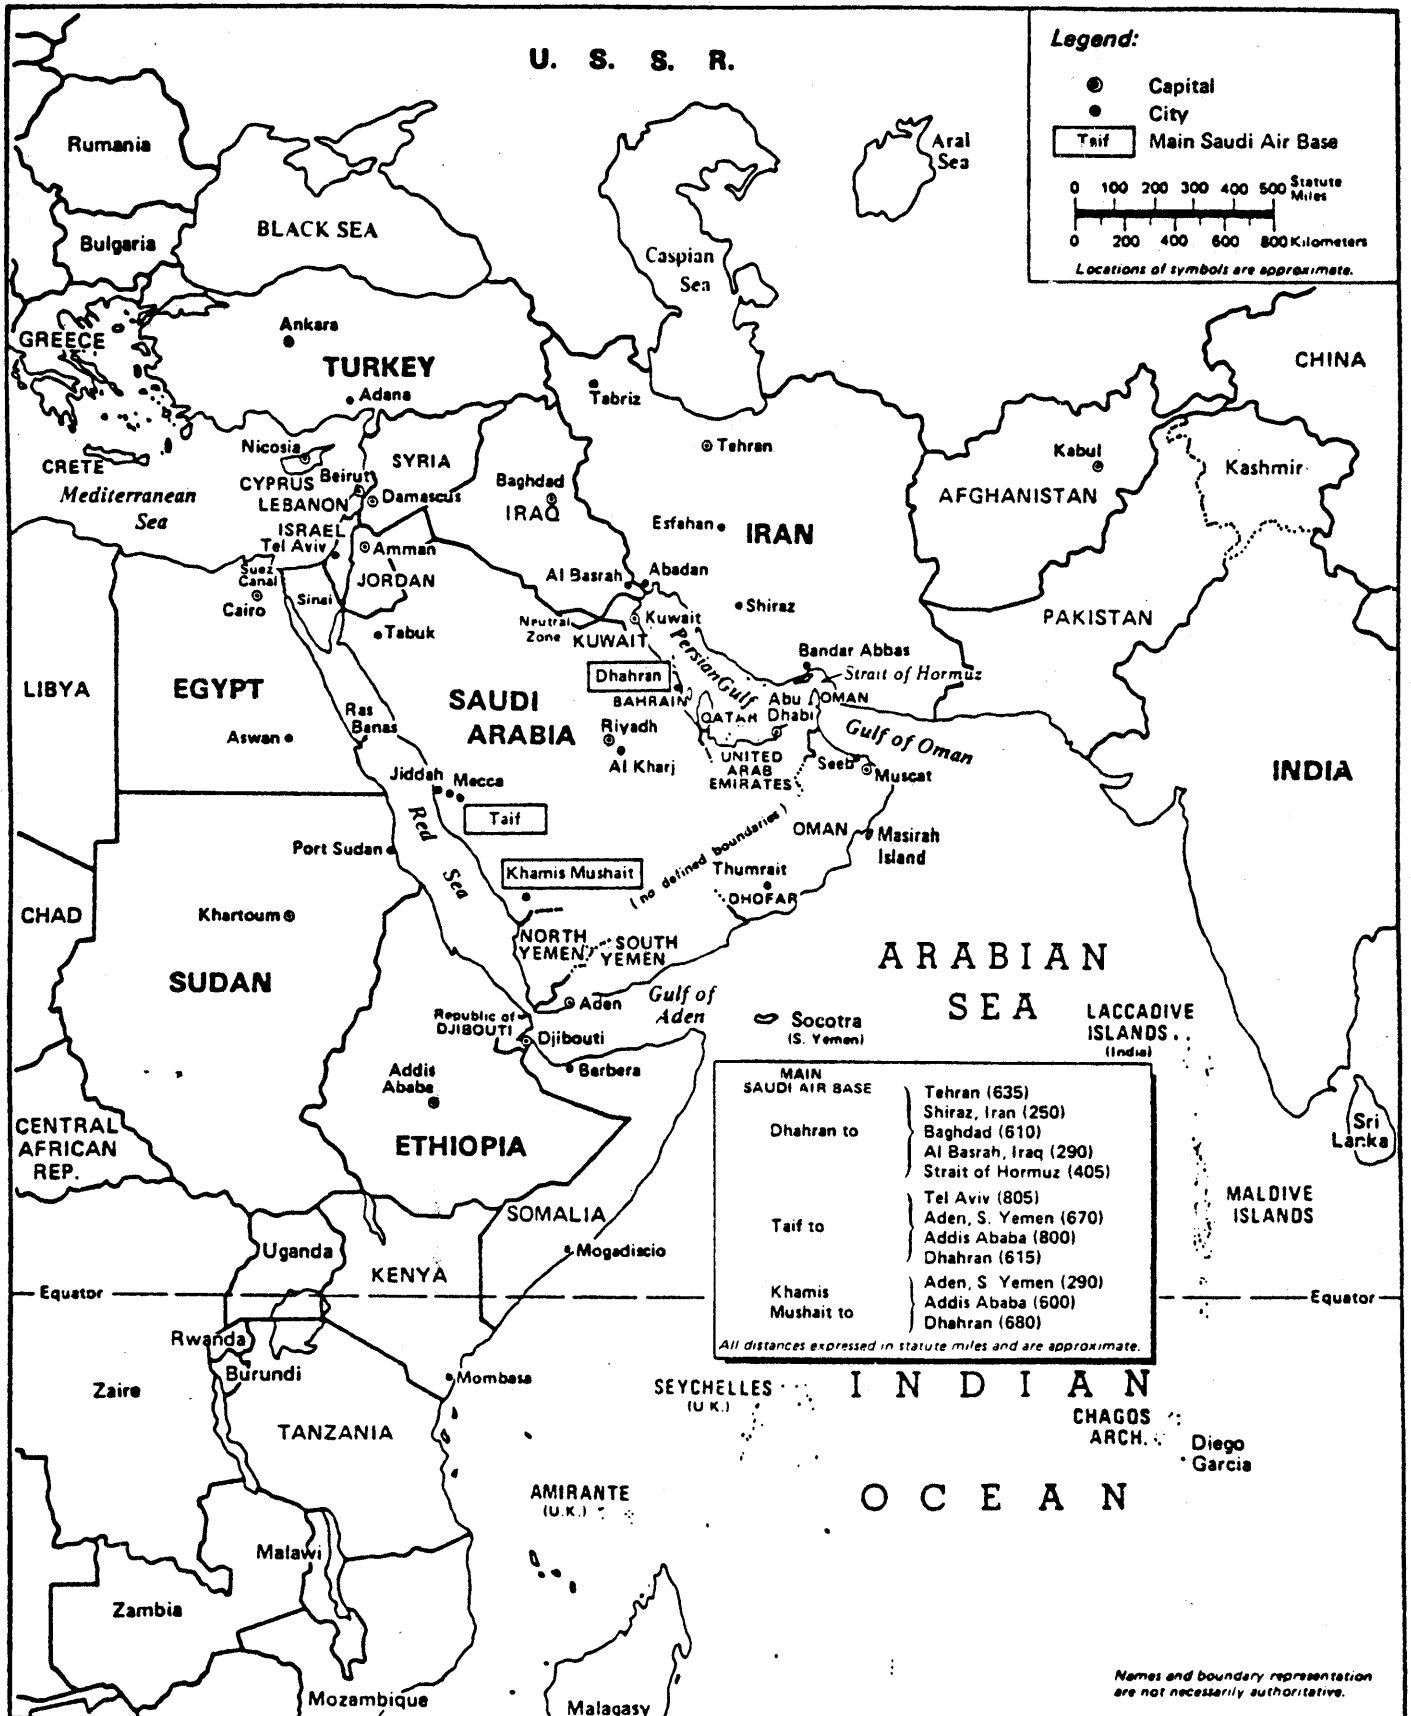 U. S. S. R.
Legend:
Capital
City
Taif Main Saudi Air Base
0 100 200 300 400 500 Statute Miles
0 200 400 600 800 Kilometers
Locations of symbols are approximate.
Rumania
Aral
Sea
BLACK SEA
Bulgaria
Caspian
Sea
Ankara
GREECE
TURKEY
CHINA
Adana
Tabriz
Nicosia
Tehran
Kabul
CRETE
SYRIA
Kashmir
CYPRUS
Beirut
Baghdad
Mediterranean
Sea
LEBANON
Damascus
IRAQ
AFGHANISTAN
ISRAEL
Esfahan
IRAN
Tel Aviv
Amman
Suez
Canal
JORDAN
Al Basrah
Abadan
Cairo
Sinai
Shiraz
PAKISTAN
Neutral
Zone
KUWAIT
Kuwait
Tabuk
Persian Gulf
Bandar Abbas
Strait of Hormuz
LIBYA
EGYPT
SAUDI
ARABIA
Dhahran
BAHRAIN
QATAR
Abu
Dhabi
OMAN
Ras
Banas
Riyadh
Aswan
Al Kharj
Gulf of Oman
UNITED
ARAB
EMIRATES
Seeb
Muscat
INDIA
Jiddah
Mecca
Taif
Red
Sea
(no defined boundaries)
OMAN
Masirah
Island
Port Sudan
Khamis Mushait
Thumrait
DHOFAR
CHAD
Khartoum
NORTH
YEMEN
SOUTH
YEMEN
SUDAN
ARABIAN
SEA
Aden
Gulf of
Aden
Republic of
DJIBOUTI
Djibouti
Socotra
(S. Yemen)
LACCADIVE
ISLANDS
(India)
Berbera
Addis
Ababa
CENTRAL
AFRICAN
REP.
ETHIOPIA
Sri
Lanka
MAIN
SAUDI AIR BASE
Dhahran to
Tehran (635)
Shiraz, Iran (250)
Baghdad (610)
Al Basrah, Iraq (290)
Strait of Hormuz (405)
Taif to
Tel Aviv (805)
Aden, S. Yemen (670)
Addis Ababa (800)
Dhahran (615)
Khamis
Mushait to
Aden, S. Yemen (290)
Addis Ababa (600)
Dhahran (680)
All distances expressed in statute miles and are approximate.
MALDIVE
ISLANDS
SOMALIA
Uganda
Mogadiscio
KENYA
Equator
Equator
Rwanda
Burundi
Zaire
Mombasa
SEYCHELLES
(U.K.)
INDIAN
TANZANIA
CHAGOS
ARCH.
Diego
Garcia
AMIRANTE
(U.K.)
OCEAN
Malawi
Zambia
Mozambique
Malagasy
Names and boundary representation
are not necessarily authoritative.